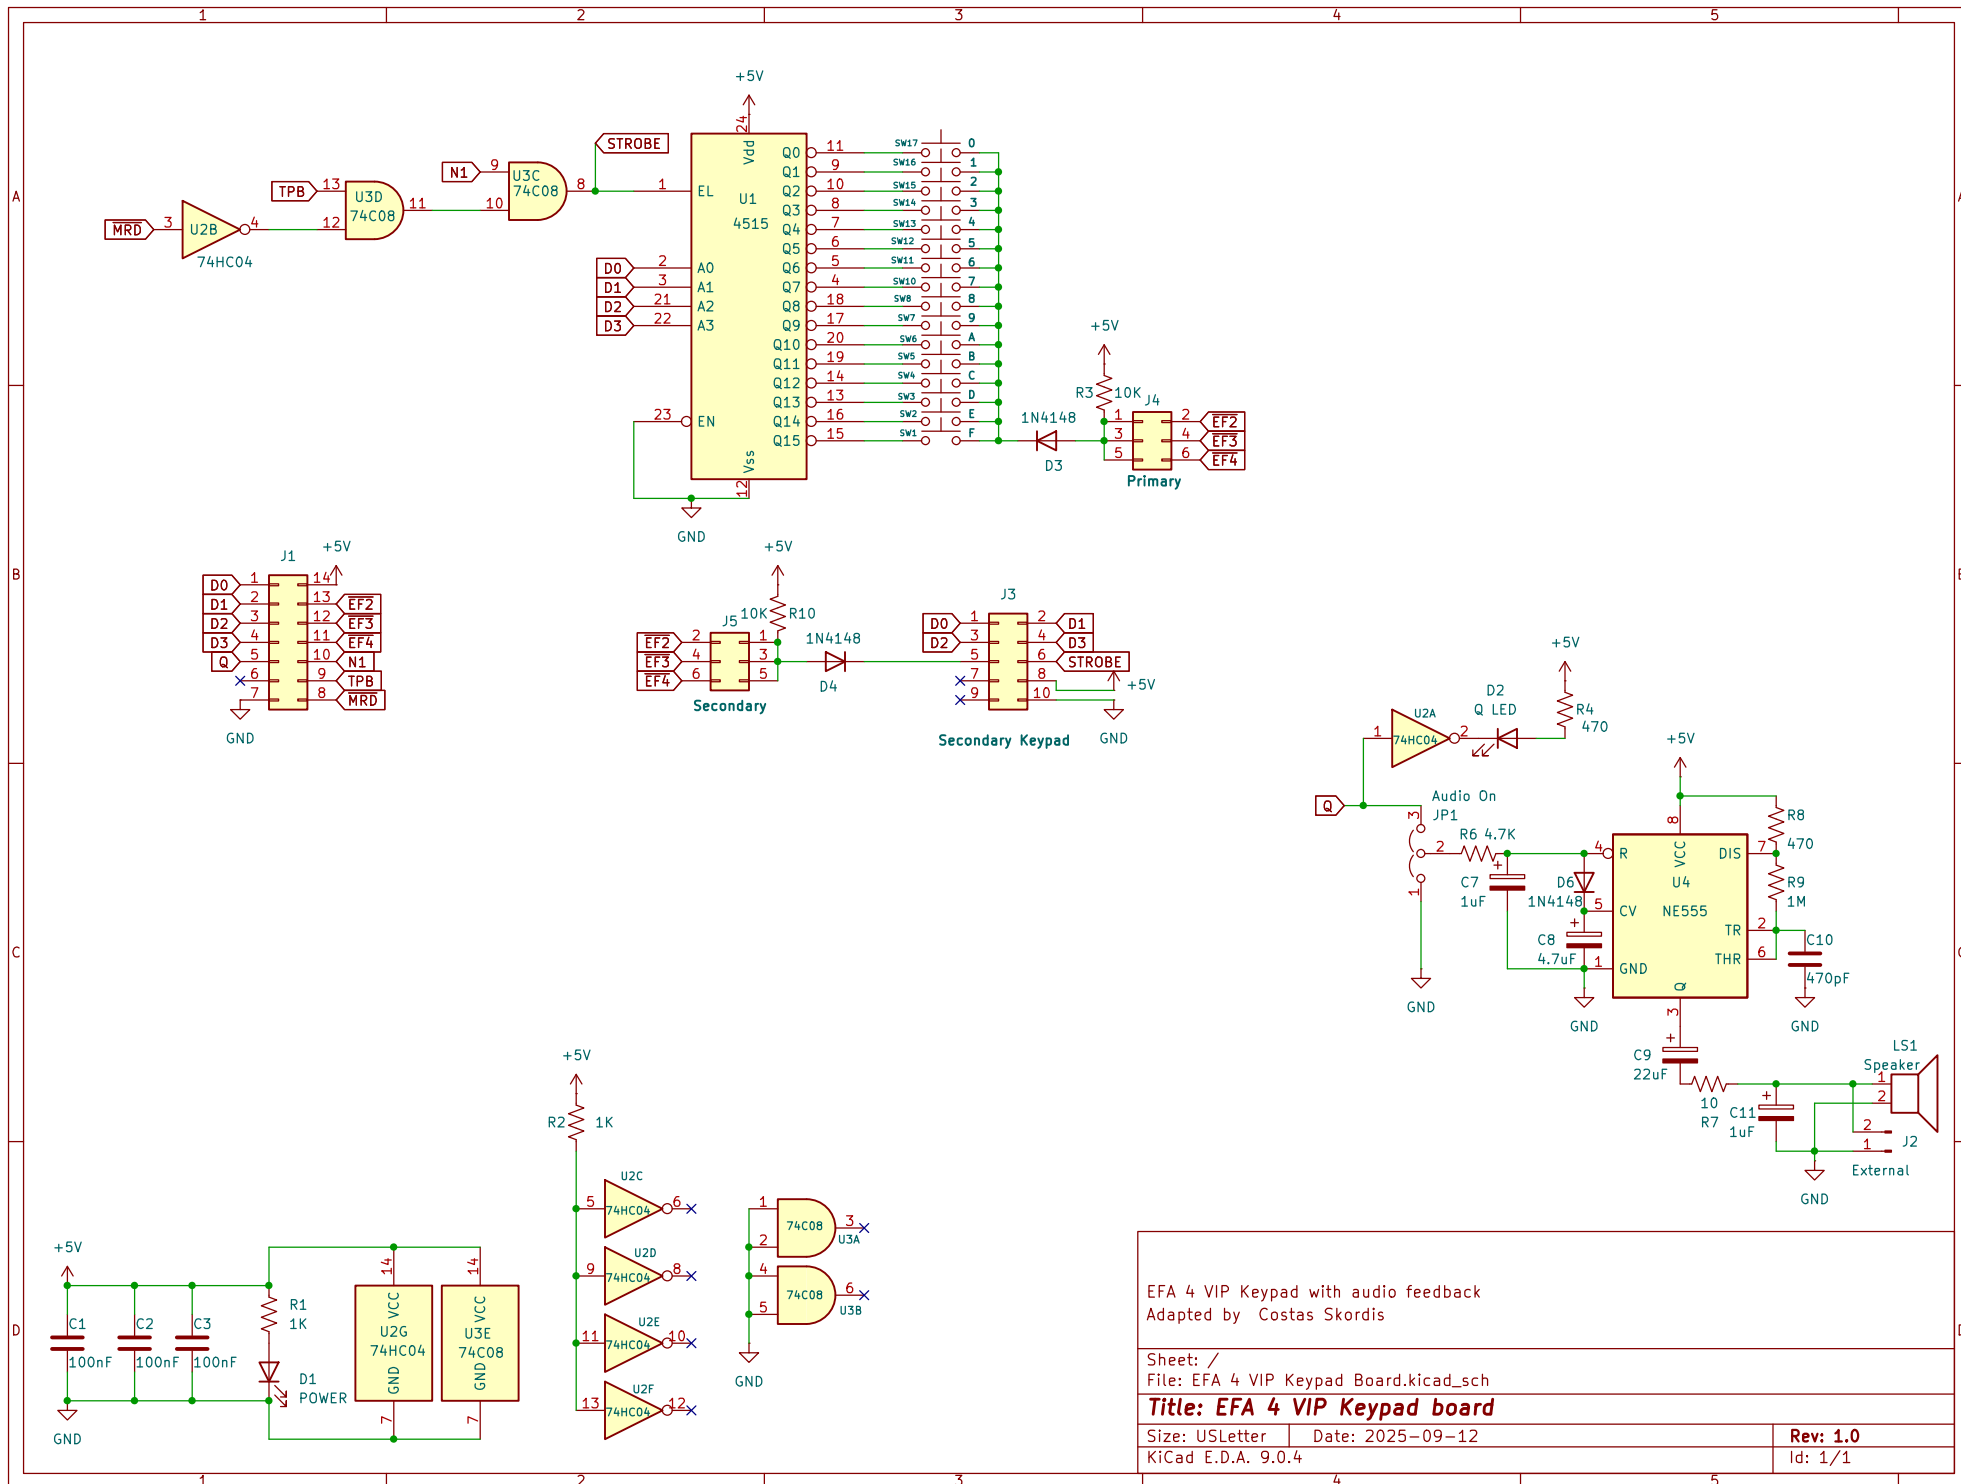 1 2 3 4 5
A
B
C
D
+5V
24
Vdd
STROBE
N1
9
U3C
74C08
8
10
TPB
13
U3D
74C08
11
12
MRD
3
U2B
4
74HC04
1
EL
U1
4515
D0 2 A0
D1 3 A1
D2 21 A2
D3 22 A3
23 EN
Vss
12
GND
Q0 11 SW17 0
Q1 9 SW16 1
Q2 10 SW15 2
Q3 8 SW14 3
Q4 7 SW13 4
Q5 6 SW12 5
Q6 5 SW11 6
Q7 4 SW10 7
Q8 18 SW8 8
Q9 17 SW7 9
Q10 20 SW6 A
Q11 19 SW5 B
Q12 14 SW4 C
Q13 13 SW3 D
Q14 16 SW2 E
Q15 15 SW1 F
+5V
R3 10K
J4
1N4148
D3
1 2 EF2
3 4 EF3
5 6 EF4
Primary
J1
+5V
D0 1 14
D1 2 13 EF2
D2 3 12 EF3
D3 4 11 EF4
Q 5 10 N1
6 9 TPB
7 8 MRD
GND
+5V
10K R10
J5
1N4148
D4
EF2 2 1
EF3 4 3
EF4 6 5
Secondary
J3
D0 1 2 D1
D2 3 4 D3
5 6 STROBE
7 8 +5V
9 10
Secondary Keypad
GND
+5V
D2
Q LED
R4
470
U2A
1 74HC04 2
Q
Audio On
JP1
3
2
1
R6 4.7K
C7
1uF
GND
D6
1N4148
C8
4.7uF
GND
+5V
8
VCC
4 R
DIS 7
U4
NE555
5 CV
TR 2
THR 6
1 GND
Q
3
R8
470
R9
1M
C10
470pF
GND
C9
22uF
10
R7
C11
1uF
LS1
Speaker
1
2
2
1
J2
External
GND
+5V
R2 1K
U2C
5 74HC04 6
U2D
9 74HC04 8
U2E
11 74HC04 10
U2F
13 74HC04 12
1
2
74C08
3
U3A
4
5
74C08
6
U3B
GND
+5V
C1
100nF
C2
100nF
C3
100nF
R1
1K
D1
POWER
GND
14
VCC
U2G
74HC04
GND
7
14
VCC
U3E
74C08
GND
7
EFA 4 VIP Keypad with audio feedback
Adapted by Costas Skordis
Sheet: /
File: EFA 4 VIP Keypad Board.kicad_sch
Title: EFA 4 VIP Keypad board
Size: USLetter Date: 2025-09-12 Rev: 1.0
KiCad E.D.A. 9.0.4 Id: 1/1
1 2 3 4 5